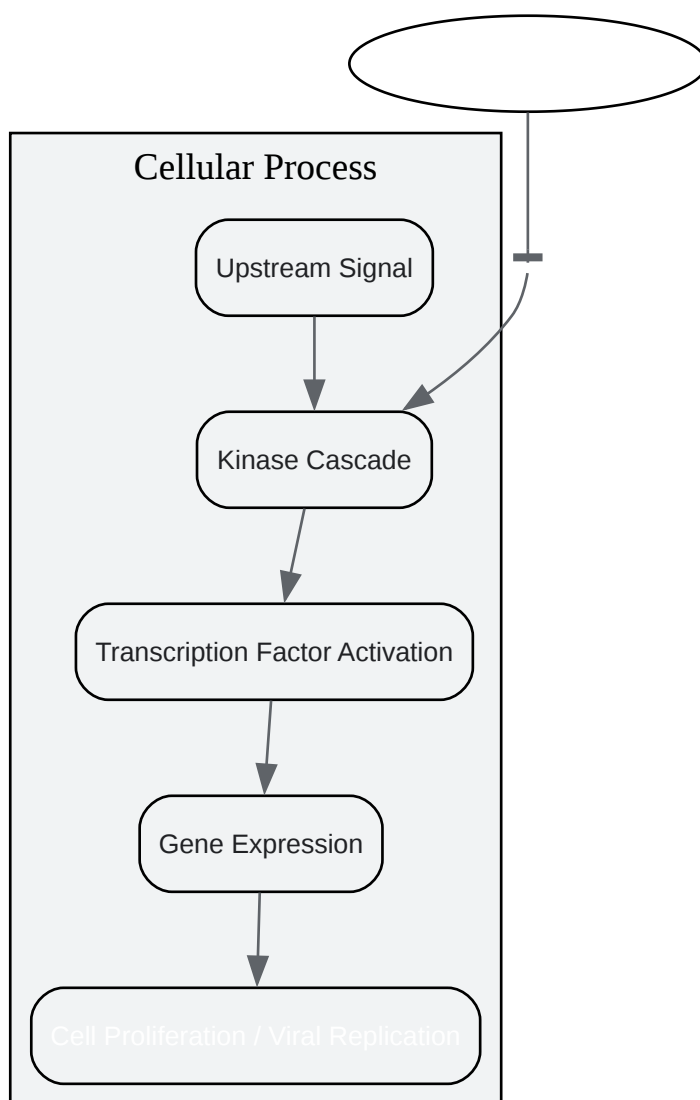 Cellular Process
Upstream Signal
Kinase Cascade
Transcription Factor Activation
Gene Expression
Cell Proliferation / Viral Replication